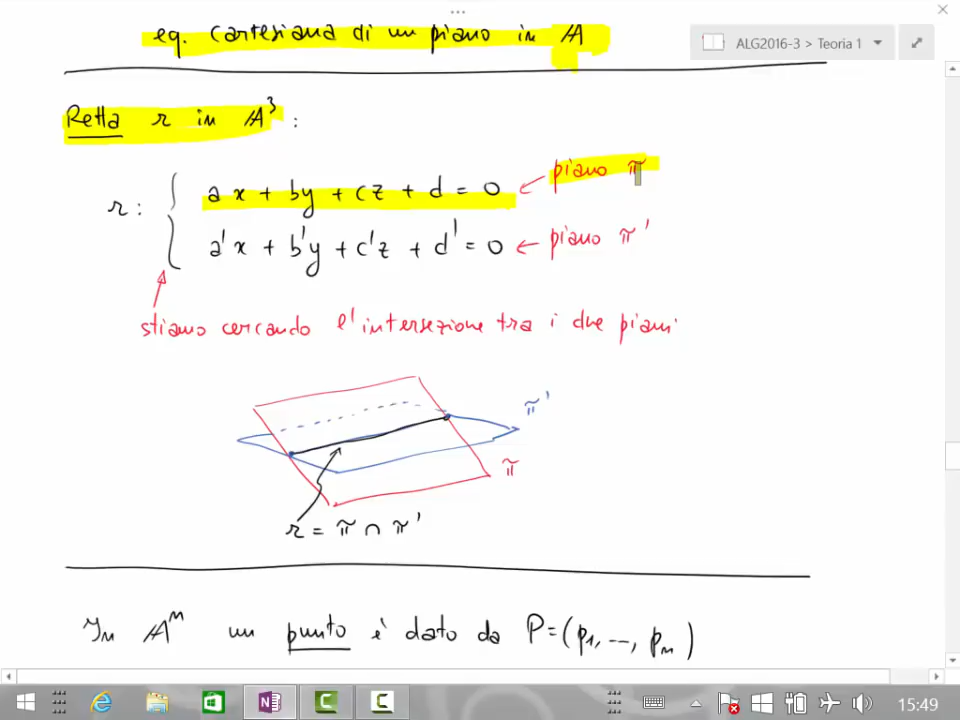 eq. cartesiana di un piano in A
ALG2016-3 > Teoria 1
Retta r in A³ :
r: { ax + by + cz + d = 0 ← piano π
a'x + b'y + c'z + d' = 0 ← piano π'
stiamo cercando l'intersezione tra i due piani
π'
π
r = π ∩ π'
In Aⁿ un punto è dato da P=(p₁, ..., pₙ)
15:49